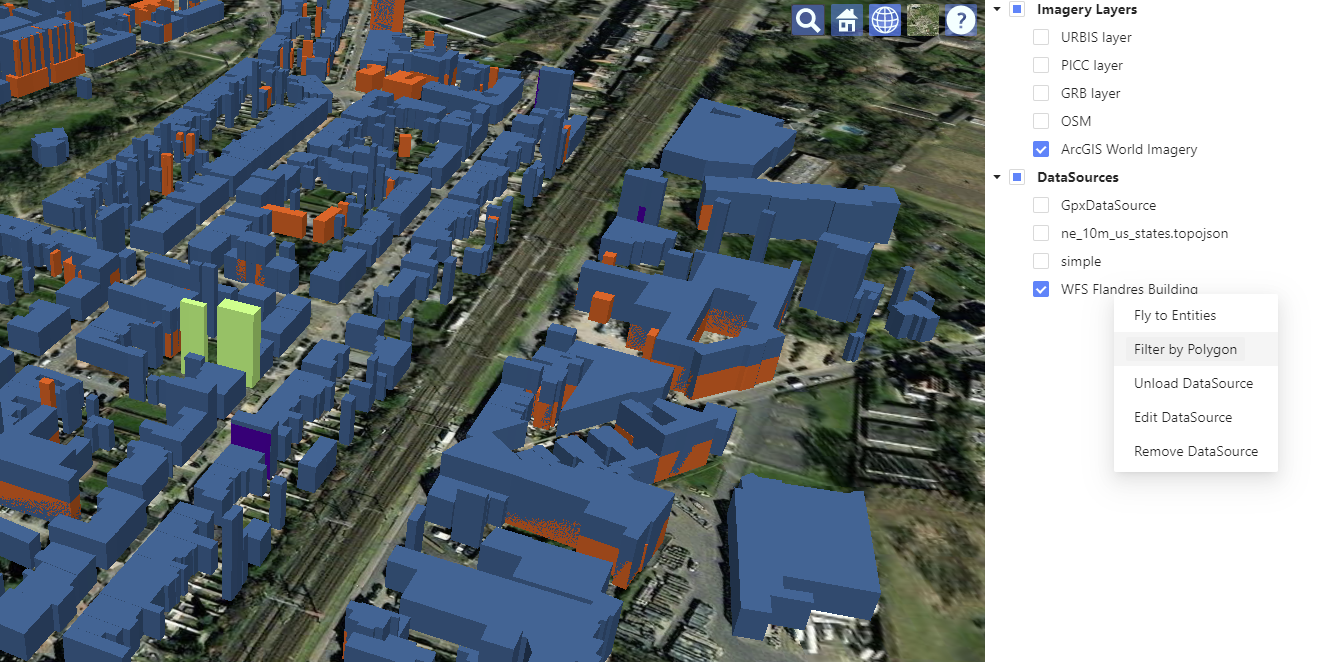 ?
Imagery Layers
URBIS layer
PICC layer
GRB layer
OSM
ArcGIS World Imagery
DataSources
GpxDataSource
ne_10m_us_states.topojson
simple
WFS Flandres Building
Fly to Entities
Filter by Polygon
Unload DataSource
Edit DataSource
Remove DataSource